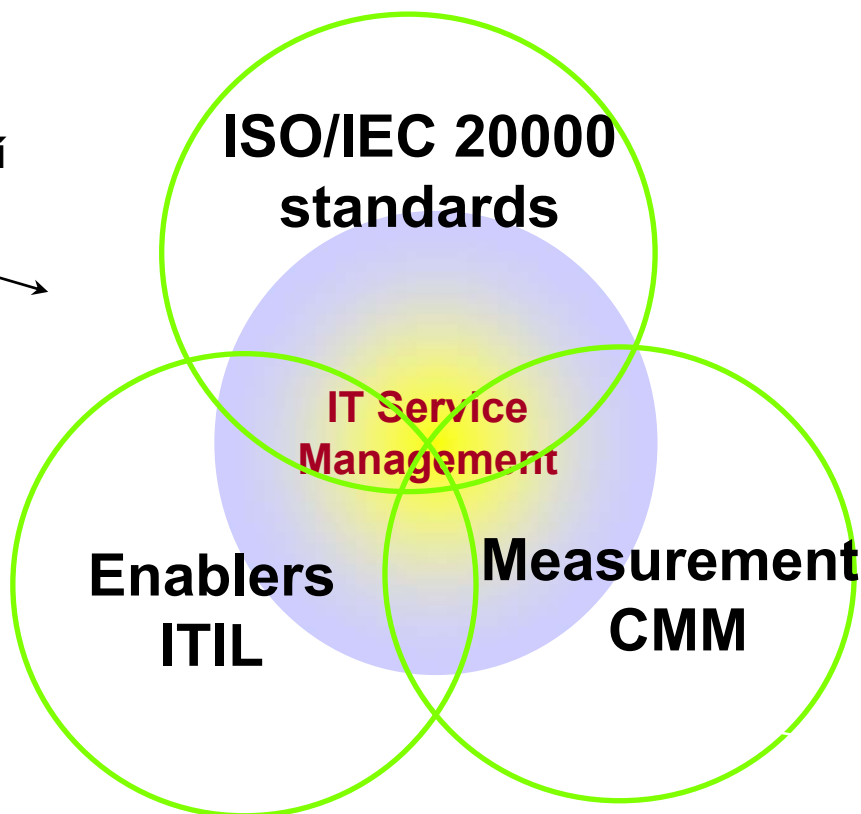 ISO/IEC 20000
standards
IT Service
Management
Enablers
ITIL
Measurement
CMM